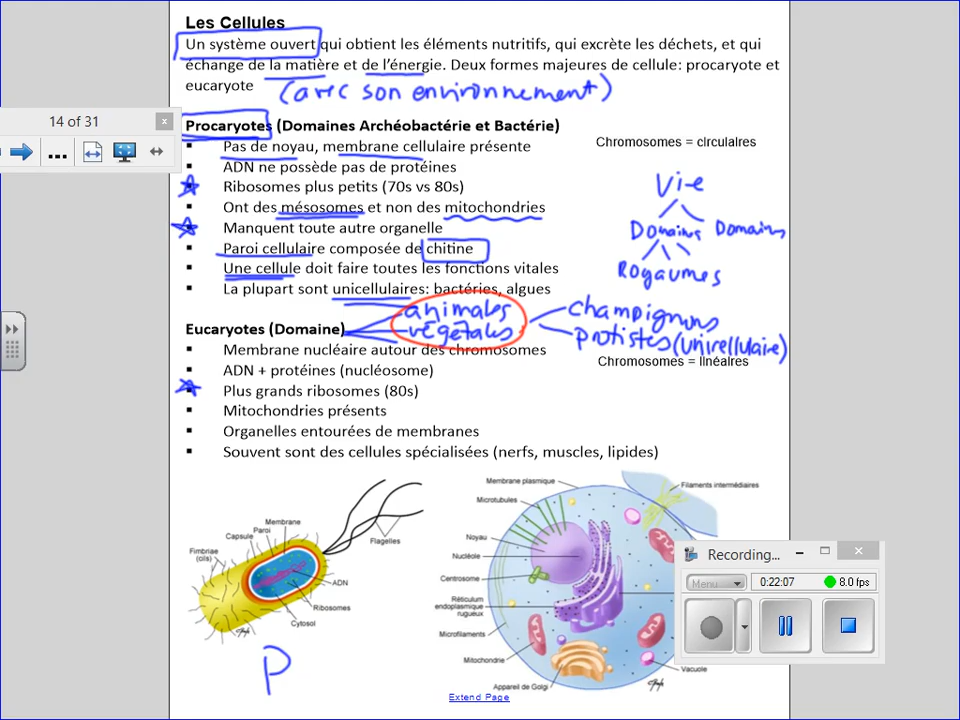 Les Cellules
Un système ouvert qui obtient les éléments nutritifs, qui excrète les déchets, et qui
échange de la matière et de l'énergie. Deux formes majeures de cellule: procaryote et
eucaryote
(avec son environnement)
14 of 31
Procaryotes (Domaines Archéobactérie et Bactérie)
Chromosomes = circulaires
Pas de noyau, membrane cellulaire présente
ADN ne possède pas de protéines
Ribosomes plus petits (70s vs 80s)
Ont des mésosomes et non des mitochondries
Manquent toute autre organelle
Paroi cellulaire composée de chitine
Une cellule doit faire toutes les fonctions vitales
La plupart sont unicellulaires: bactéries, algues
Vie
Domaines Domains
Royaumes
animales
végétales
champignons
protistes (unicellulaire)
Eucaryotes (Domaine)
Chromosomes = linéaires
Membrane nucléaire autour des chromosomes
ADN + protéines (nucléosome)
Plus grands ribosomes (80s)
Mitochondries présents
Organelles entourées de membranes
Souvent sont des cellules spécialisées (nerfs, muscles, lipides)
Membrane
Paroi
Capsule
Fimbriae
(cils)
Flagelles
ADN
Ribosomes
Cytosol
P
Membrane plasmique
Microtubules
Noyau
Nucléole
Centrosome
Réticulum
endoplasmique
rugueux
Microfilaments
Mitochondrie
Appareil de Golgi
Filaments intermédiaires
Vacuole
Extend Page
Recording...
Menu
0:22:07
8.0 fps